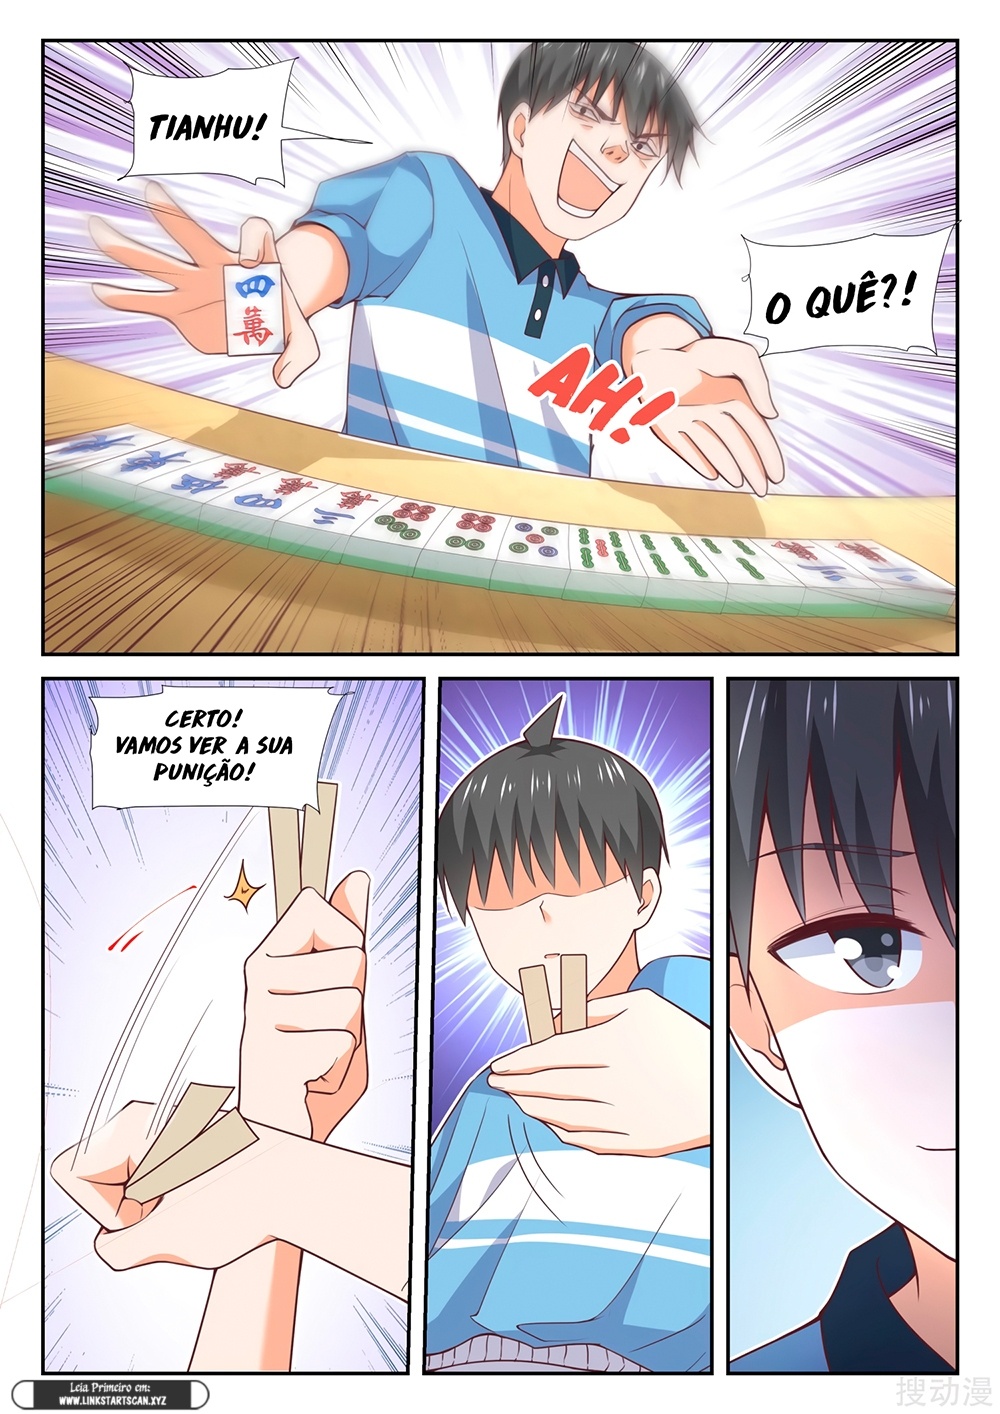 TIANHU!
O QUÊ?!
四
萬
AH!
CERTO!
VAMOS VER A SUA
PUNIÇÃO!
Leia Primeiro em:
WWW.LINKSTARTSCAN.XYZ
搜动漫